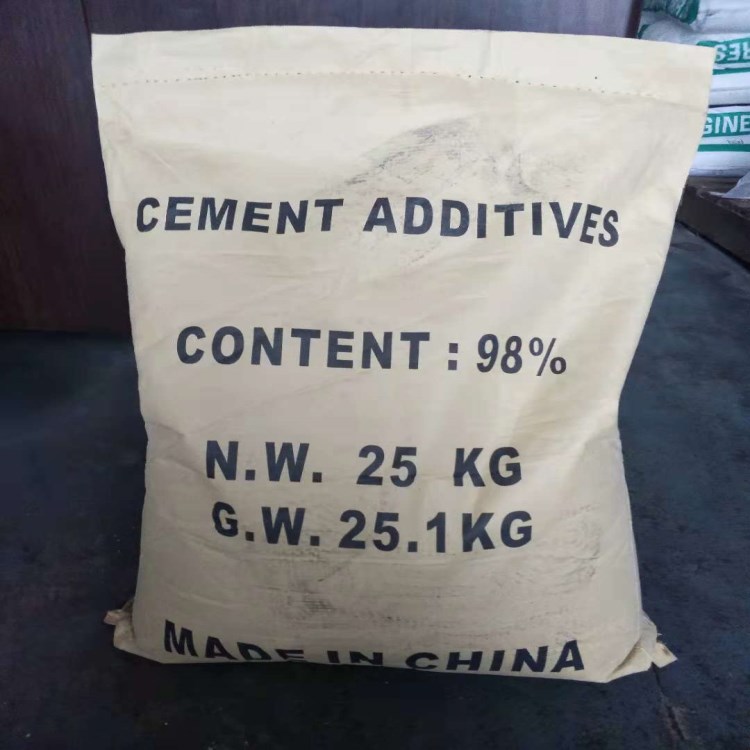 CEMENT ADDITIVES
CONTENT : 98%
N.W. 25 KG
G.W. 25.1KG
MADE IN CHINA